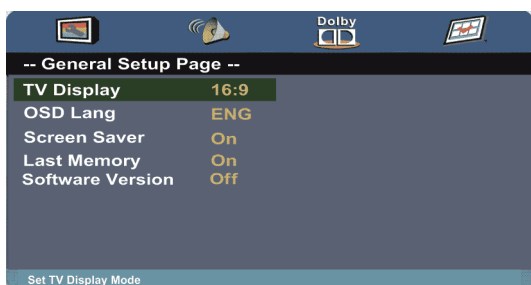 Dolby
-- General Setup Page --
TV Display 16:9
OSD Lang ENG
Screen Saver On
Last Memory On
Software Version Off
Set TV Display Mode